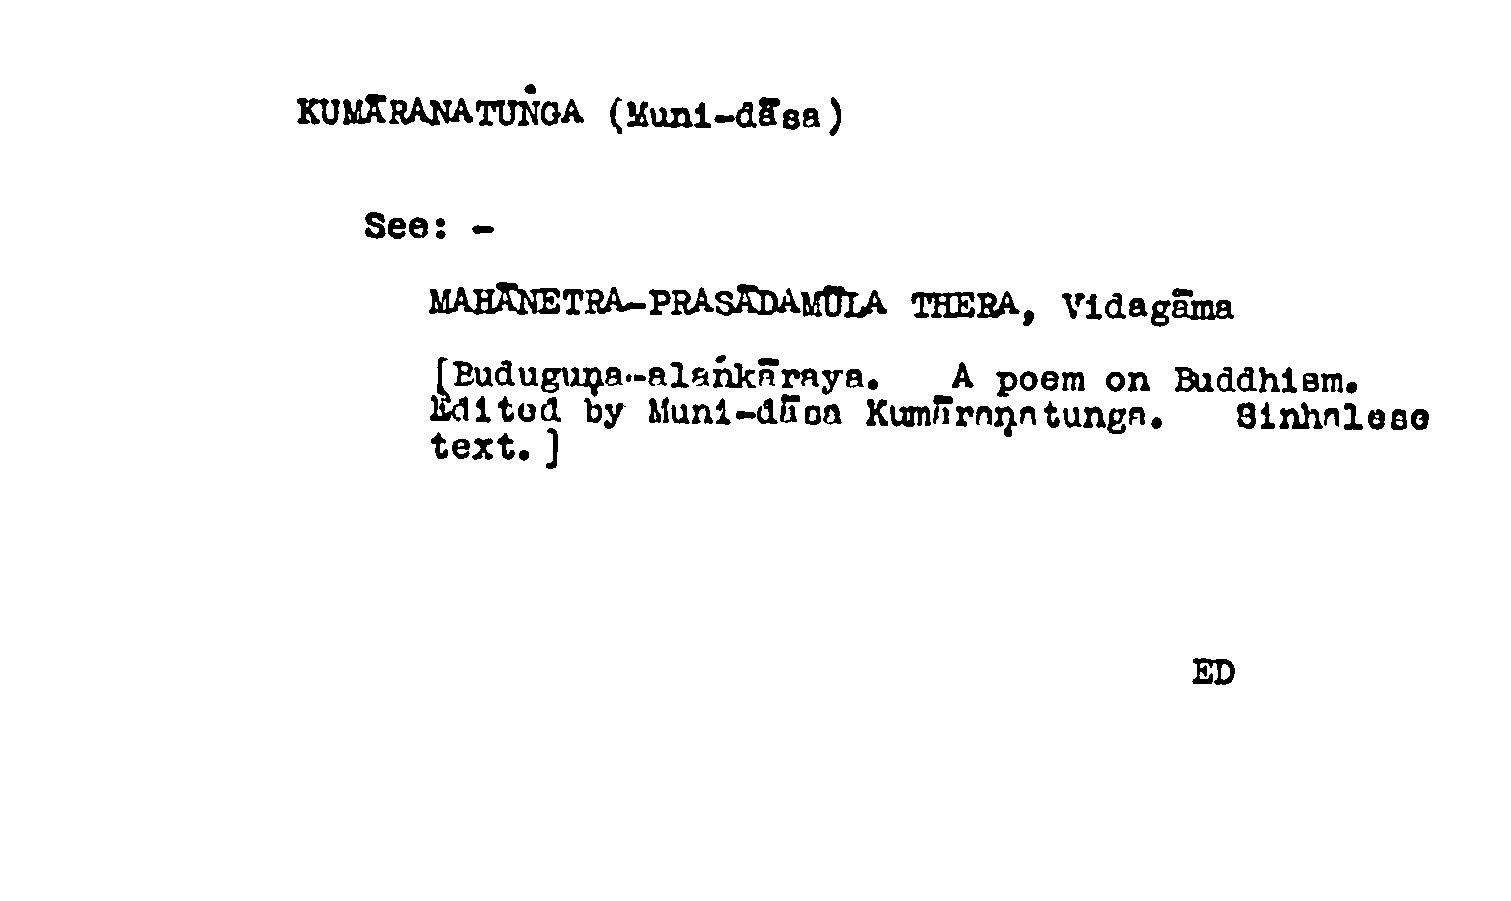 KUMĀRANATUṄGA (Muni-dāsa)
See: -
MAHĀNETRA-PRASĀDAMŪLA THERA, Vidagāma
[Buduguṇa-alaṅkāraya. A poem on Buddhism.
Edited by Muni-dāsa Kumāraṇatunga. Sinhalese
text.]
ED